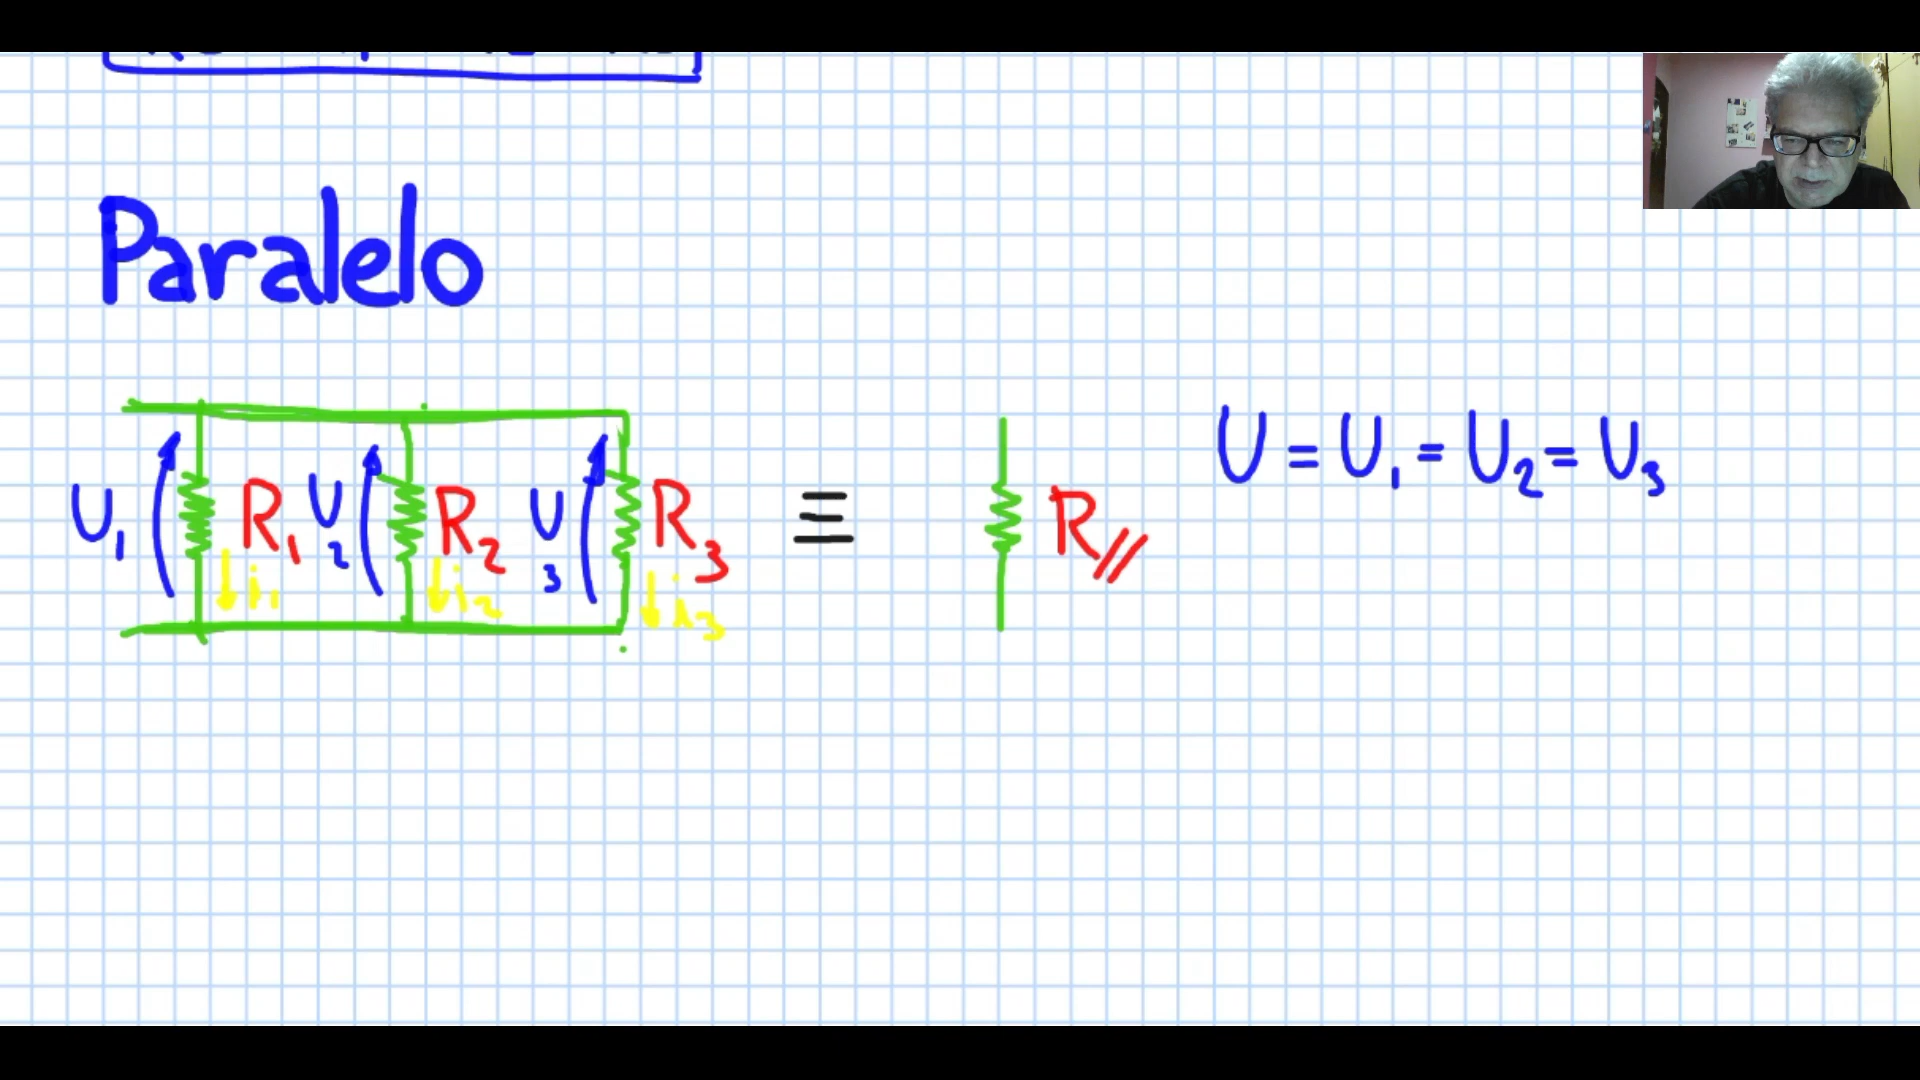 Paralelo
U = U₁ = U₂ = U₃
U₁ R₁ U₂ R₂ U₃ R₃ ≡ R//
↓i₁ ↓i₂ ↓i₃